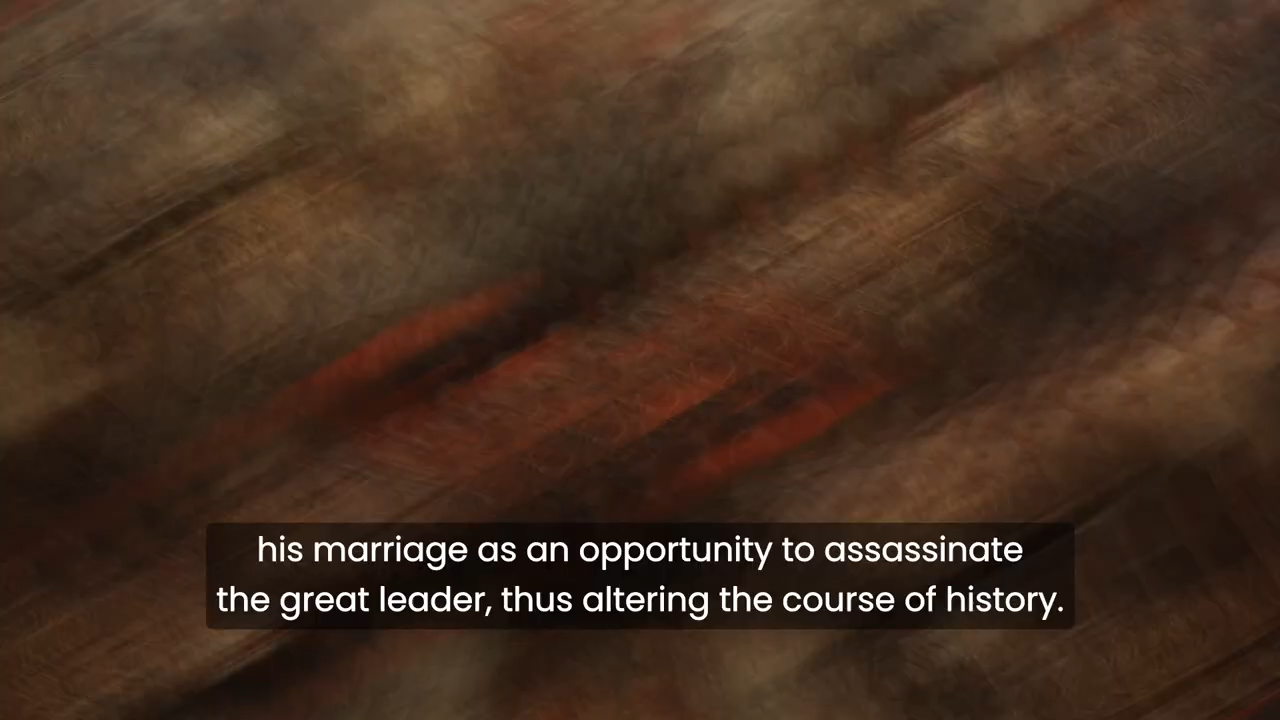 his marriage as an opportunity to assassinate
the great leader, thus altering the course of history.